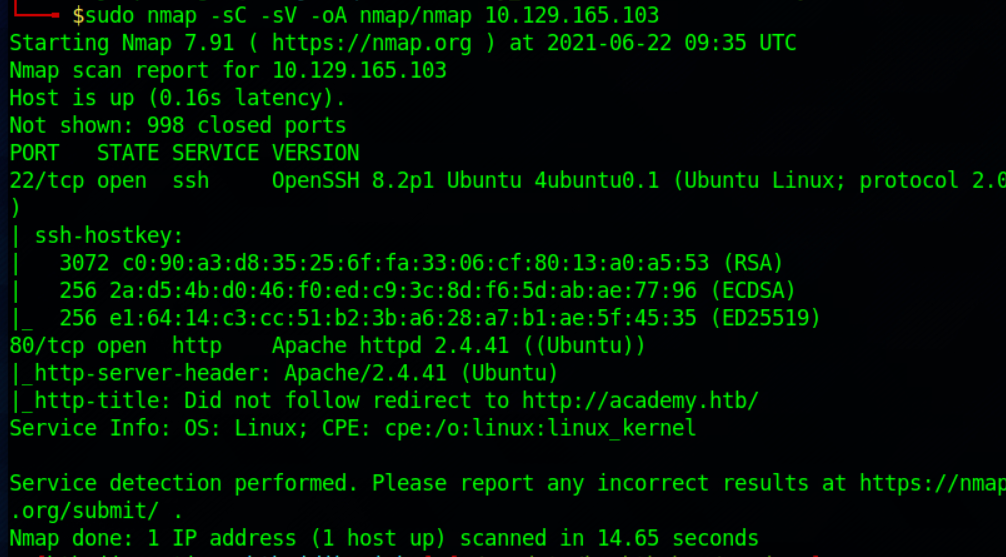 $sudo nmap -sC -sV -oA nmap/nmap 10.129.165.103
Starting Nmap 7.91 ( https://nmap.org ) at 2021-06-22 09:35 UTC
Nmap scan report for 10.129.165.103
Host is up (0.16s latency).
Not shown: 998 closed ports
PORT   STATE SERVICE VERSION
22/tcp open  ssh     OpenSSH 8.2p1 Ubuntu 4ubuntu0.1 (Ubuntu Linux; protocol 2.0
)
| ssh-hostkey:
|   3072 c0:90:a3:d8:35:25:6f:fa:33:06:cf:80:13:a0:a5:53 (RSA)
|   256 2a:d5:4b:d0:46:f0:ed:c9:3c:8d:f6:5d:ab:ae:77:96 (ECDSA)
|_  256 e1:64:14:c3:cc:51:b2:3b:a6:28:a7:b1:ae:5f:45:35 (ED25519)
80/tcp open  http    Apache httpd 2.4.41 ((Ubuntu))
|_http-server-header: Apache/2.4.41 (Ubuntu)
|_http-title: Did not follow redirect to http://academy.htb/
Service Info: OS: Linux; CPE: cpe:/o:linux:linux_kernel

Service detection performed. Please report any incorrect results at https://nmap
.org/submit/ .
Nmap done: 1 IP address (1 host up) scanned in 14.65 seconds